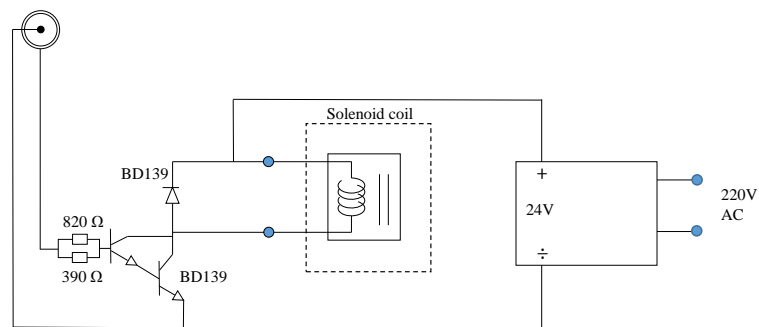 Solenoid coil
BD139
+
24V
÷
220V
AC
820 Ω
390 Ω
BD139